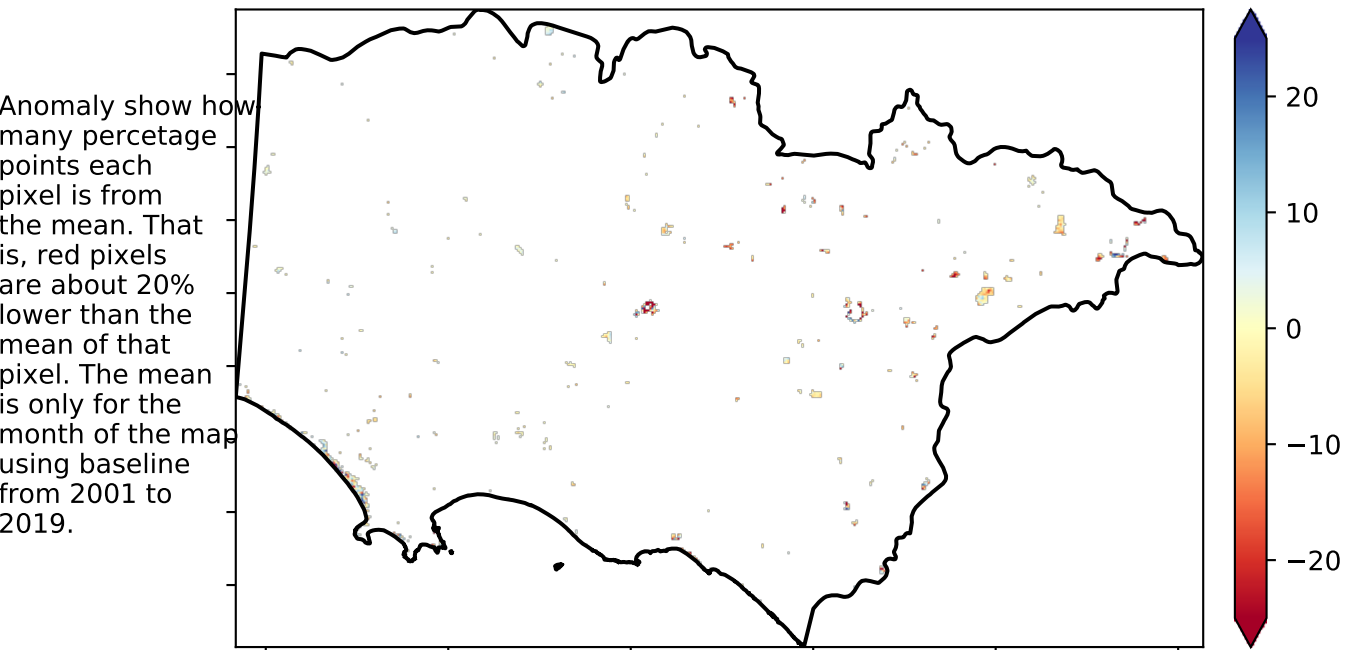 Anomaly show how
many percetage
points each
pixel is from
the mean. That
is, red pixels
are about 20%
lower than the
mean of that
pixel. The mean
is only for the
month of the map
using baseline
from 2001 to
2019.
20
10
0
−10
−20